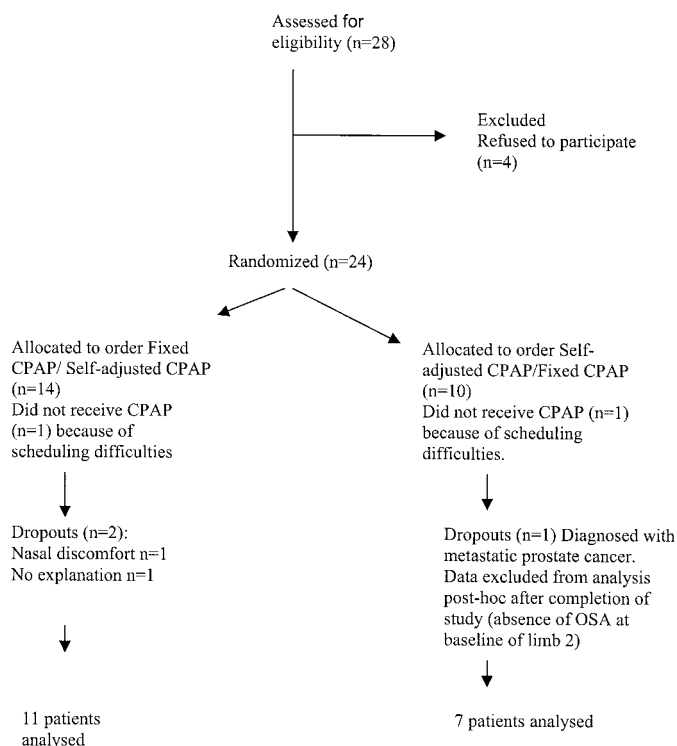 Assessed for
eligibility (n=28)
Excluded
Refused to participate
(n=4)
Randomized (n=24)
Allocated to order Fixed
CPAP/ Self-adjusted CPAP
(n=14)
Did not receive CPAP
(n=1) because of
scheduling difficulties
Allocated to order Self-
adjusted CPAP/Fixed CPAP
(n=10)
Did not receive CPAP (n=1)
because of scheduling
difficulties.
Dropouts (n=2):
Nasal discomfort n=1
No explanation n=1
Dropouts (n=1) Diagnosed with
metastatic prostate cancer.
Data excluded from analysis
post-hoc after completion of
study (absence of OSA at
baseline of limb 2)
11 patients
analysed
7 patients analysed